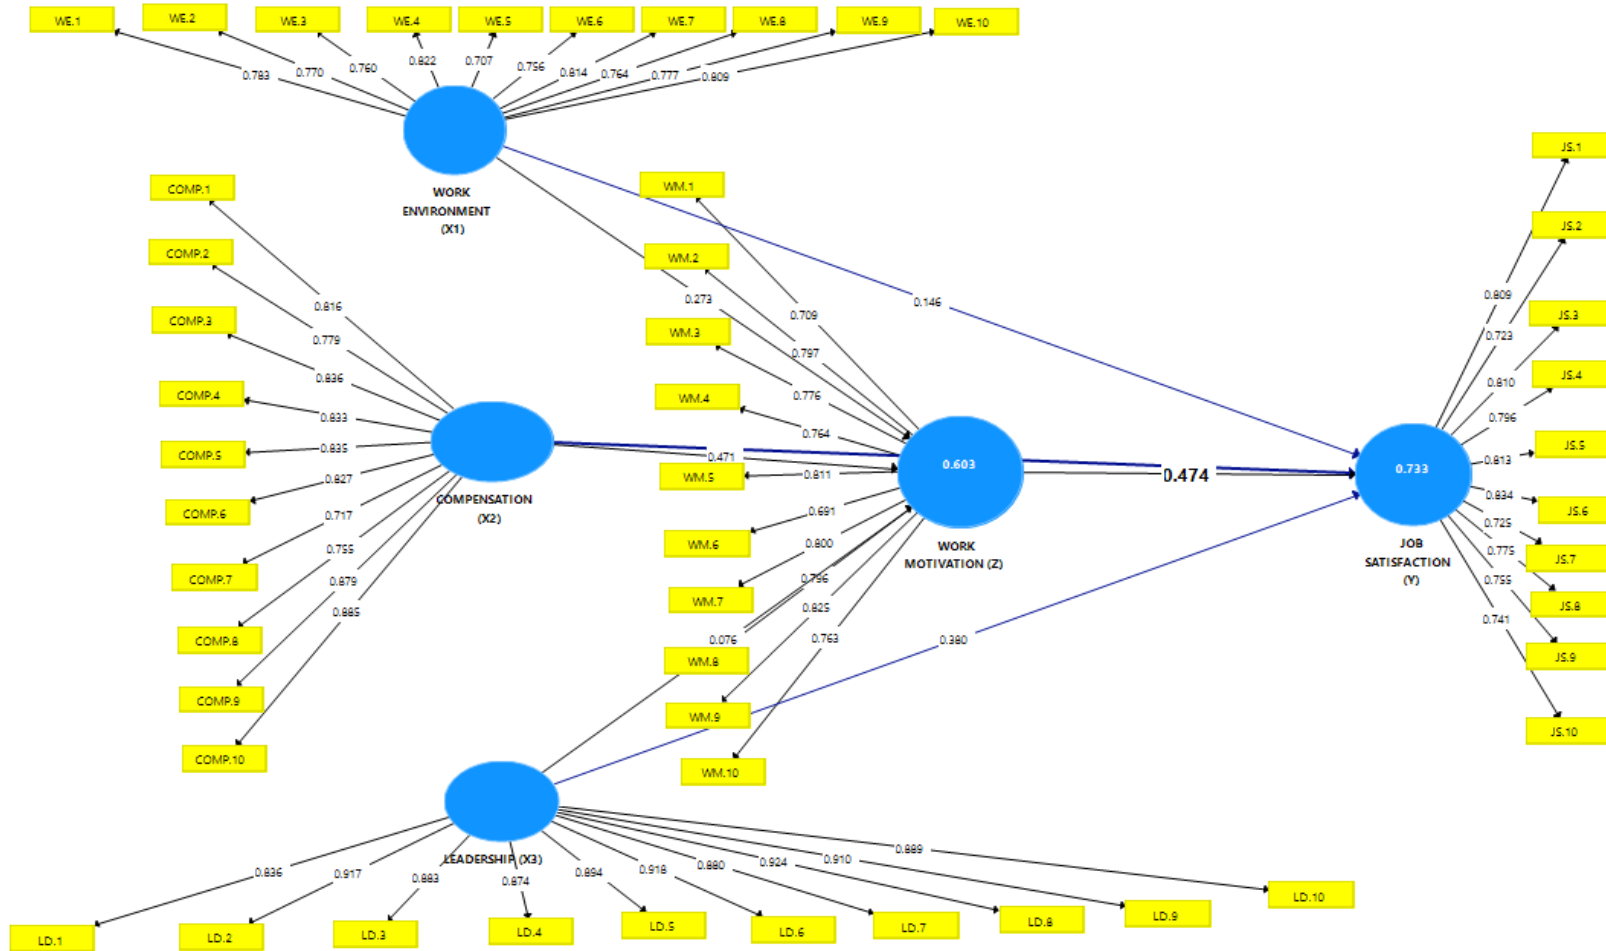 WE.1
WE.2
WE.3
WE.4
WE.5
WE.6
WE.7
WE.8
WE.9
WE.10
0.783
0.770
0.760
0.822
0.707
0.756
0.814
0.764
0.777
0.809
WORK
ENVIRONMENT
(X1)
COMP.1
COMP.2
COMP.3
COMP.4
COMP.5
COMP.6
COMP.7
COMP.8
COMP.9
COMP.10
0.816
0.779
0.836
0.833
0.835
0.827
0.717
0.755
0.879
0.885
COMPENSATION
(X2)
WM.1
WM.2
WM.3
WM.4
WM.5
WM.6
WM.7
WM.8
WM.9
WM.10
0.709
0.797
0.776
0.764
0.811
0.691
0.800
0.796
0.825
0.763
0.273
0.471
0.076
0.146
0.474
0.380
0.603
WORK
MOTIVATION (Z)
0.733
JOB
SATISFACTION
(Y)
JS.1
JS.2
JS.3
JS.4
JS.5
JS.6
JS.7
JS.8
JS.9
JS.10
0.809
0.723
0.810
0.796
0.813
0.834
0.725
0.775
0.755
0.741
LEADERSHIP (X3)
0.836
0.917
0.883
0.874
0.894
0.918
0.880
0.924
0.910
0.889
LD.1
LD.2
LD.3
LD.4
LD.5
LD.6
LD.7
LD.8
LD.9
LD.10